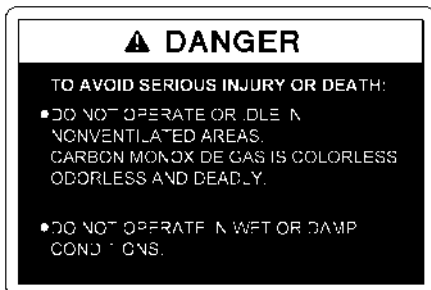 ⚠ DANGER
TO AVOID SERIOUS INJURY OR DEATH:
•DO NOT OPERATE OR IDLE IN
NONVENTILATED AREAS.
CARBON MONOXIDE GAS IS COLORLESS
ODORLESS AND DEADLY.
•DO NOT OPERATE IN WET OR DAMP
CONDITIONS.